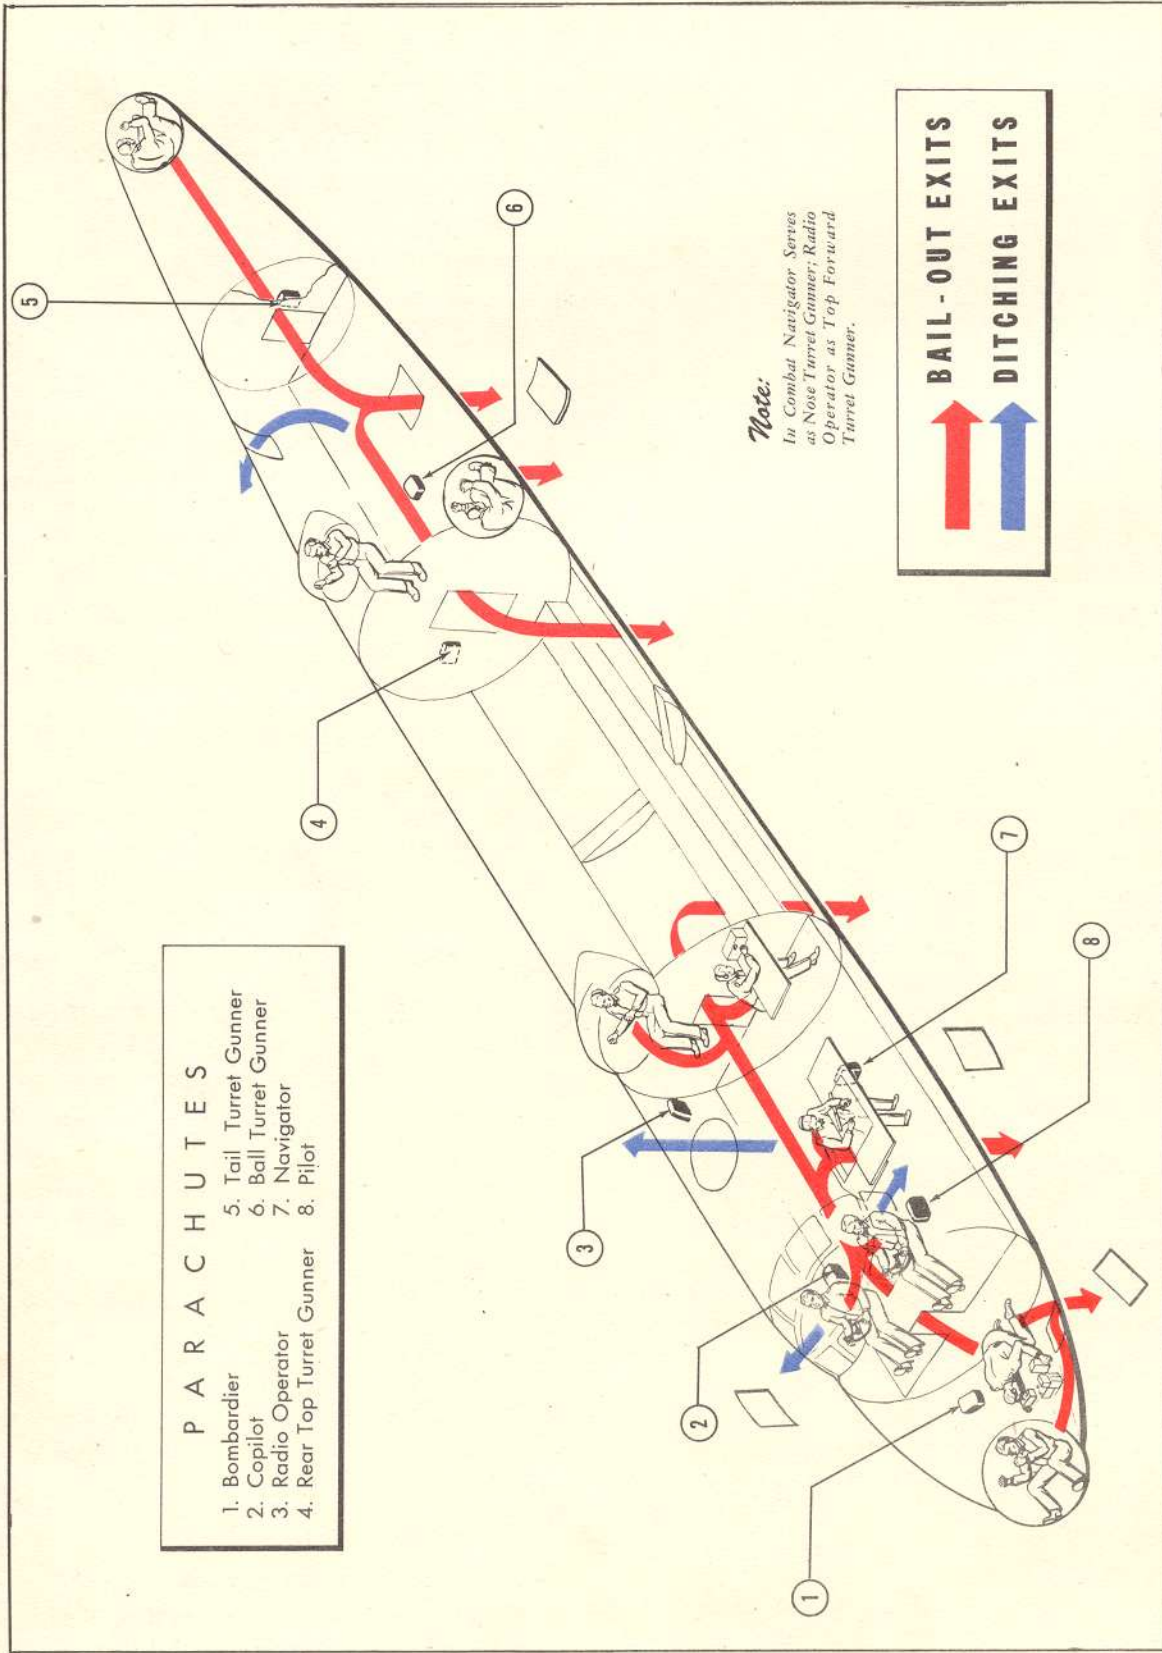 PARACHUTES
1. Bombardier
2. Copilot
3. Radio Operator
4. Rear Top Turret Gunner
5. Tail Turret Gunner
6. Ball Turret Gunner
7. Navigator
8. Pilot
5
6
4
3
7
8
2
1
Note:
In Combat Navigator Serves
as Nose Turret Gunner; Radio
Operator as Top Forward
Turret Gunner.
BAIL-OUT EXITS
DITCHING EXITS